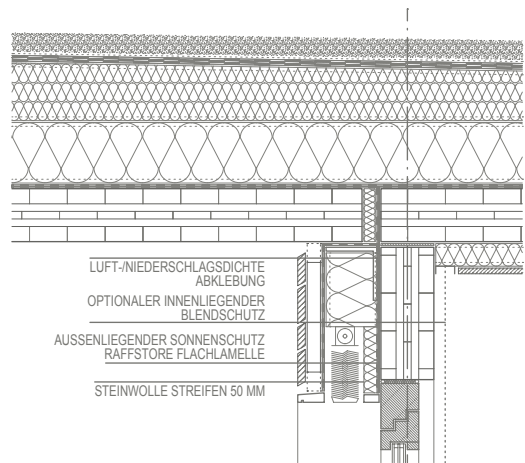 LUFT-/NIEDERSCHLAGSDICHTE
ABKLEBUNG
OPTIONALER INNENLIEGENDER
BLENDSCHUTZ
AUSSENLIEGENDER SONNENSCHUTZ
RAFFSTORE FLACHLAMELLE
STEINWOLLE STREIFEN 50 MM